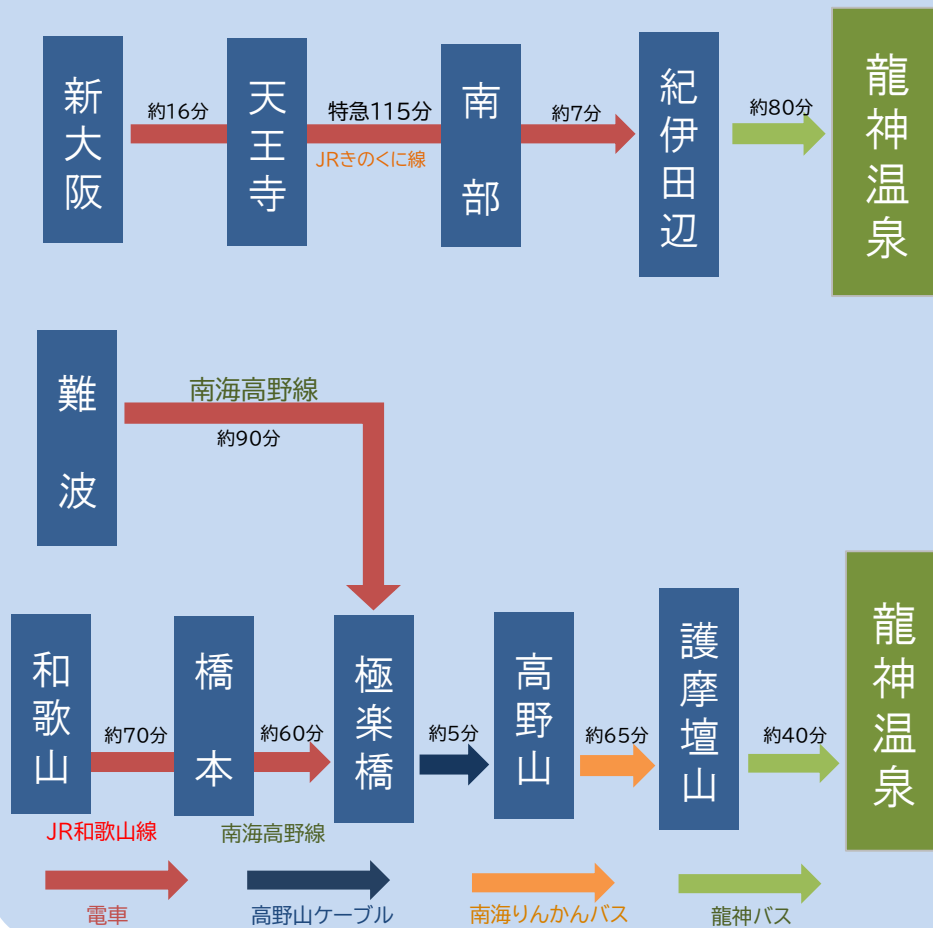 新大阪
約16分
天王寺
特急115分
JRきのくに線
南部
約7分
紀伊田辺
約80分
龍神温泉
難波
南海高野線
約90分
和歌山
約70分
JR和歌山線
橋本
約60分
南海高野線
極楽橋
約5分
高野山
約65分
護摩壇山
約40分
龍神温泉
電車
高野山ケーブル
南海りんかんバス
龍神バス